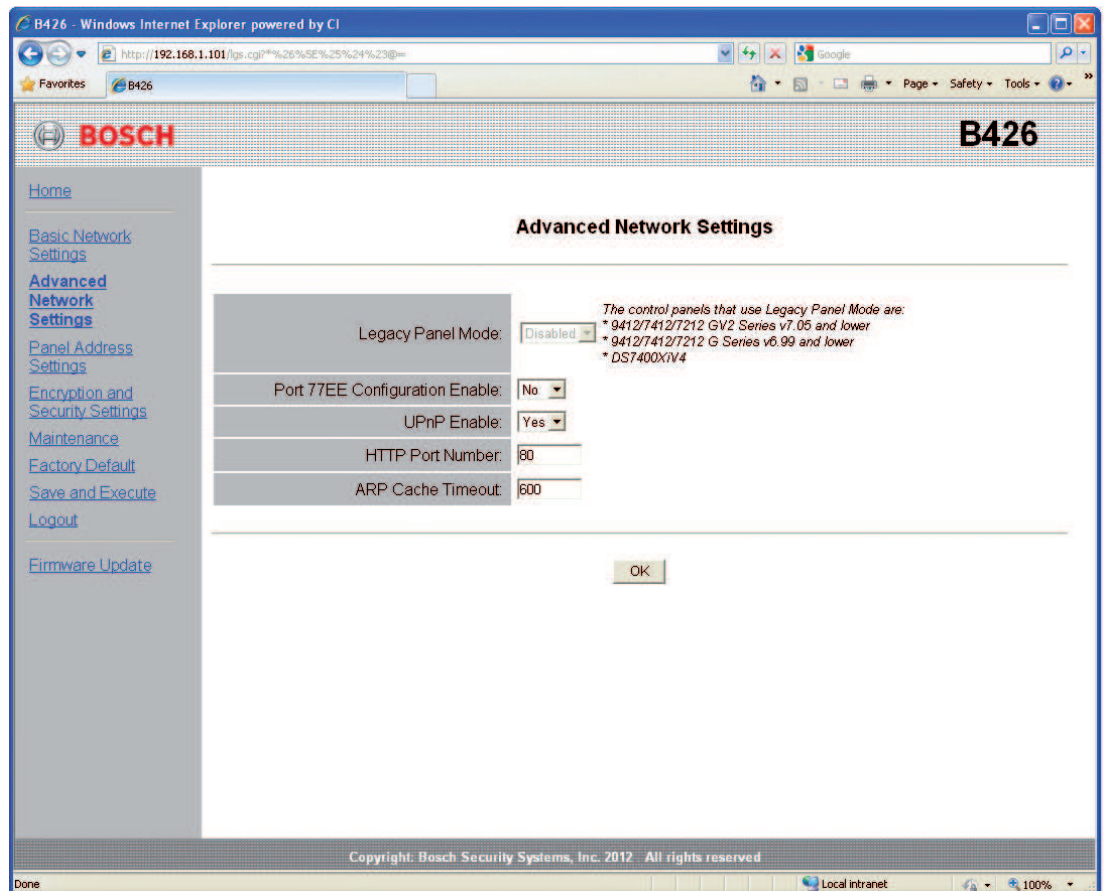 B426 - Windows Internet Explorer powered by CI
http://192.168.1.101/lgs.cgi?*%26%5E%25%24%23@=
Google
Favorites
B426
Page
Safety
Tools
BOSCH
B426
Home
Basic Network
Settings
Advanced
Network
Settings
Panel Address
Settings
Encryption and
Security Settings
Maintenance
Factory Default
Save and Execute
Logout
Firmware Update
Advanced Network Settings
Legacy Panel Mode:
Disabled
The control panels that use Legacy Panel Mode are:
* 9412/7412/7212 GV2 Series v7.05 and lower
* 9412/7412/7212 G Series v6.99 and lower
* DS7400XiV4
Port 77EE Configuration Enable:
No
UPnP Enable:
Yes
HTTP Port Number:
80
ARP Cache Timeout:
600
OK
Copyright: Bosch Security Systems, Inc. 2012 All rights reserved
Done
Local intranet
100%